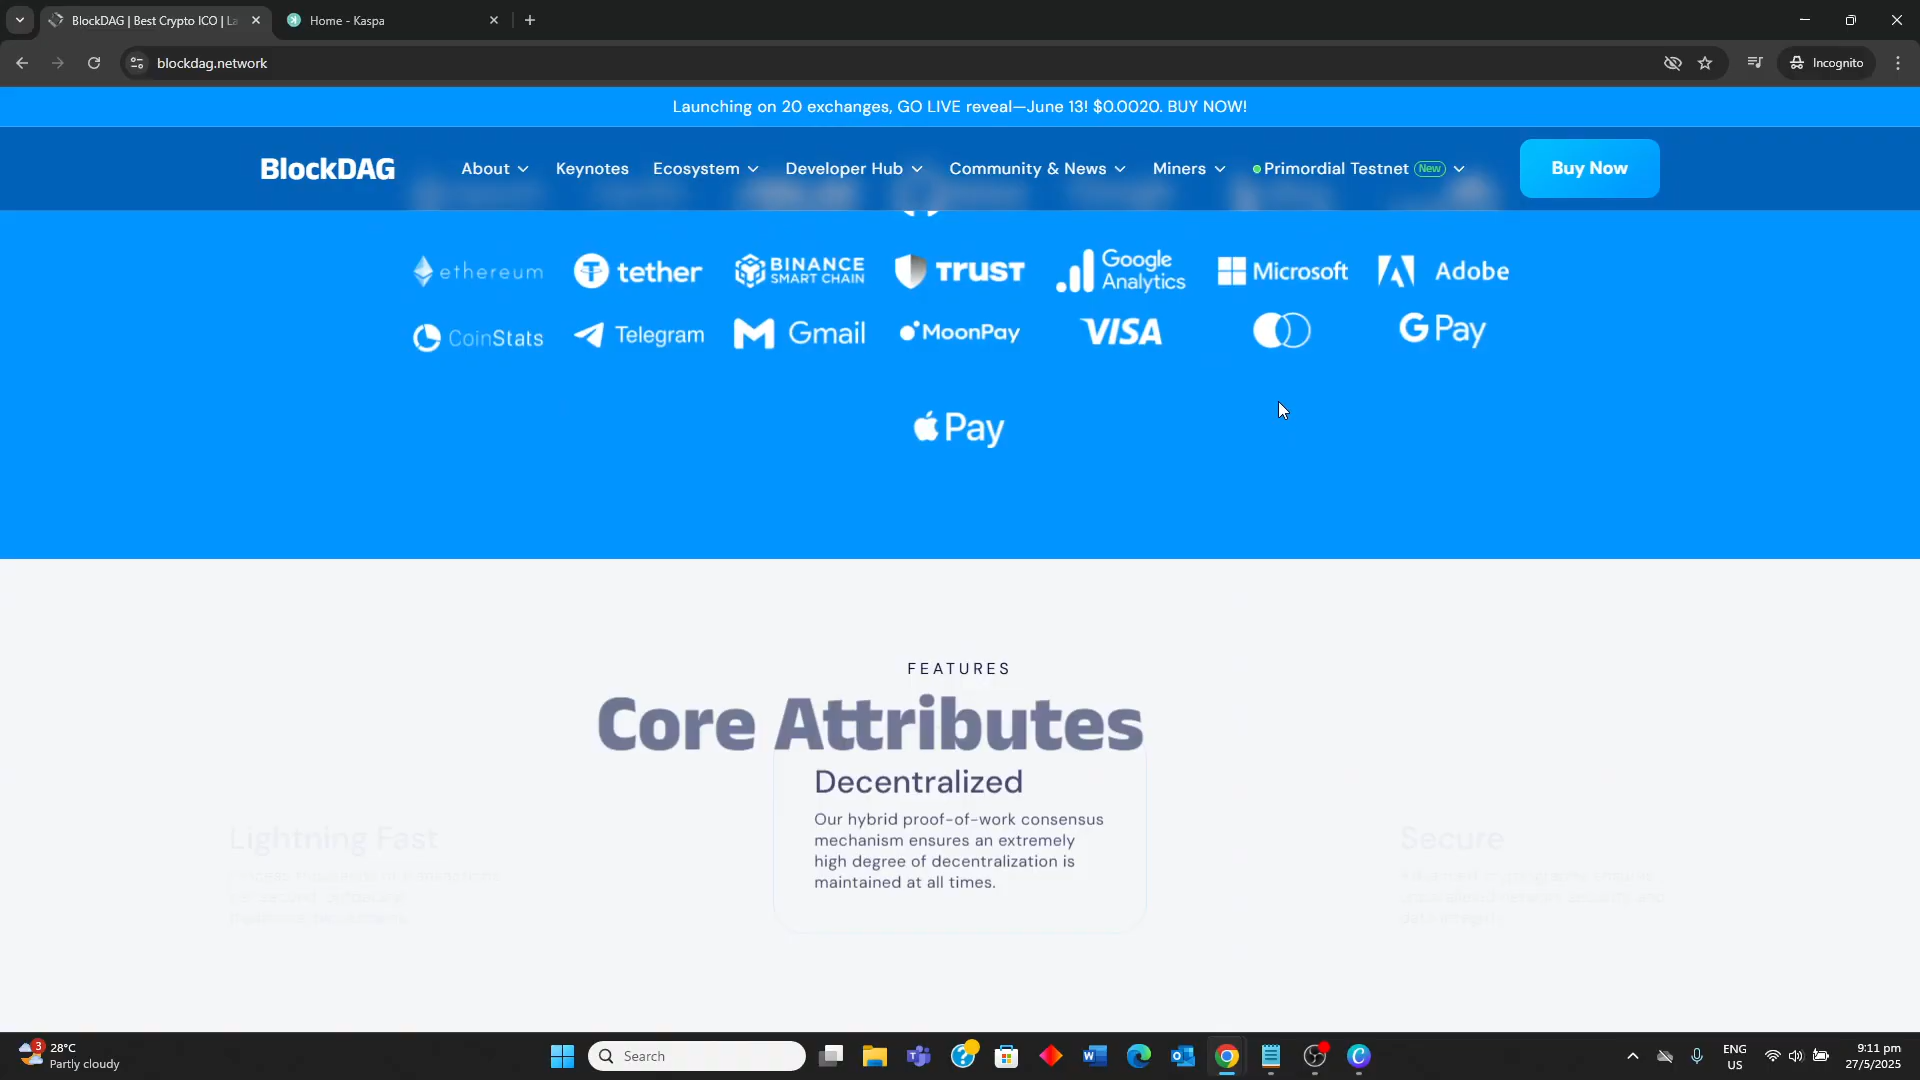 BlockDAG | Best Crypto ICO | La
Home - Kaspa
blockdag.network
Incognito
Launching on 20 exchanges, GO LIVE reveal—June 13! $0.0020. BUY NOW!
BlockDAG
About
Keynotes
Ecosystem
Developer Hub
Community & News
Miners
Primordial Testnet New
Buy Now
ethereum
tether
BINANCE
SMART CHAIN
TRUST
Google
Analytics
Microsoft
Adobe
CoinStats
Telegram
Gmail
MoonPay
VISA
G Pay
Pay
FEATURES
Core Attributes
Decentralized
Our hybrid proof-of-work consensus
mechanism ensures an extremely
high degree of decentralization is
maintained at all times.
Lightning Fast
Secure
3
28°C
Partly cloudy
Search
ENG
US
9:11 pm
27/5/2025